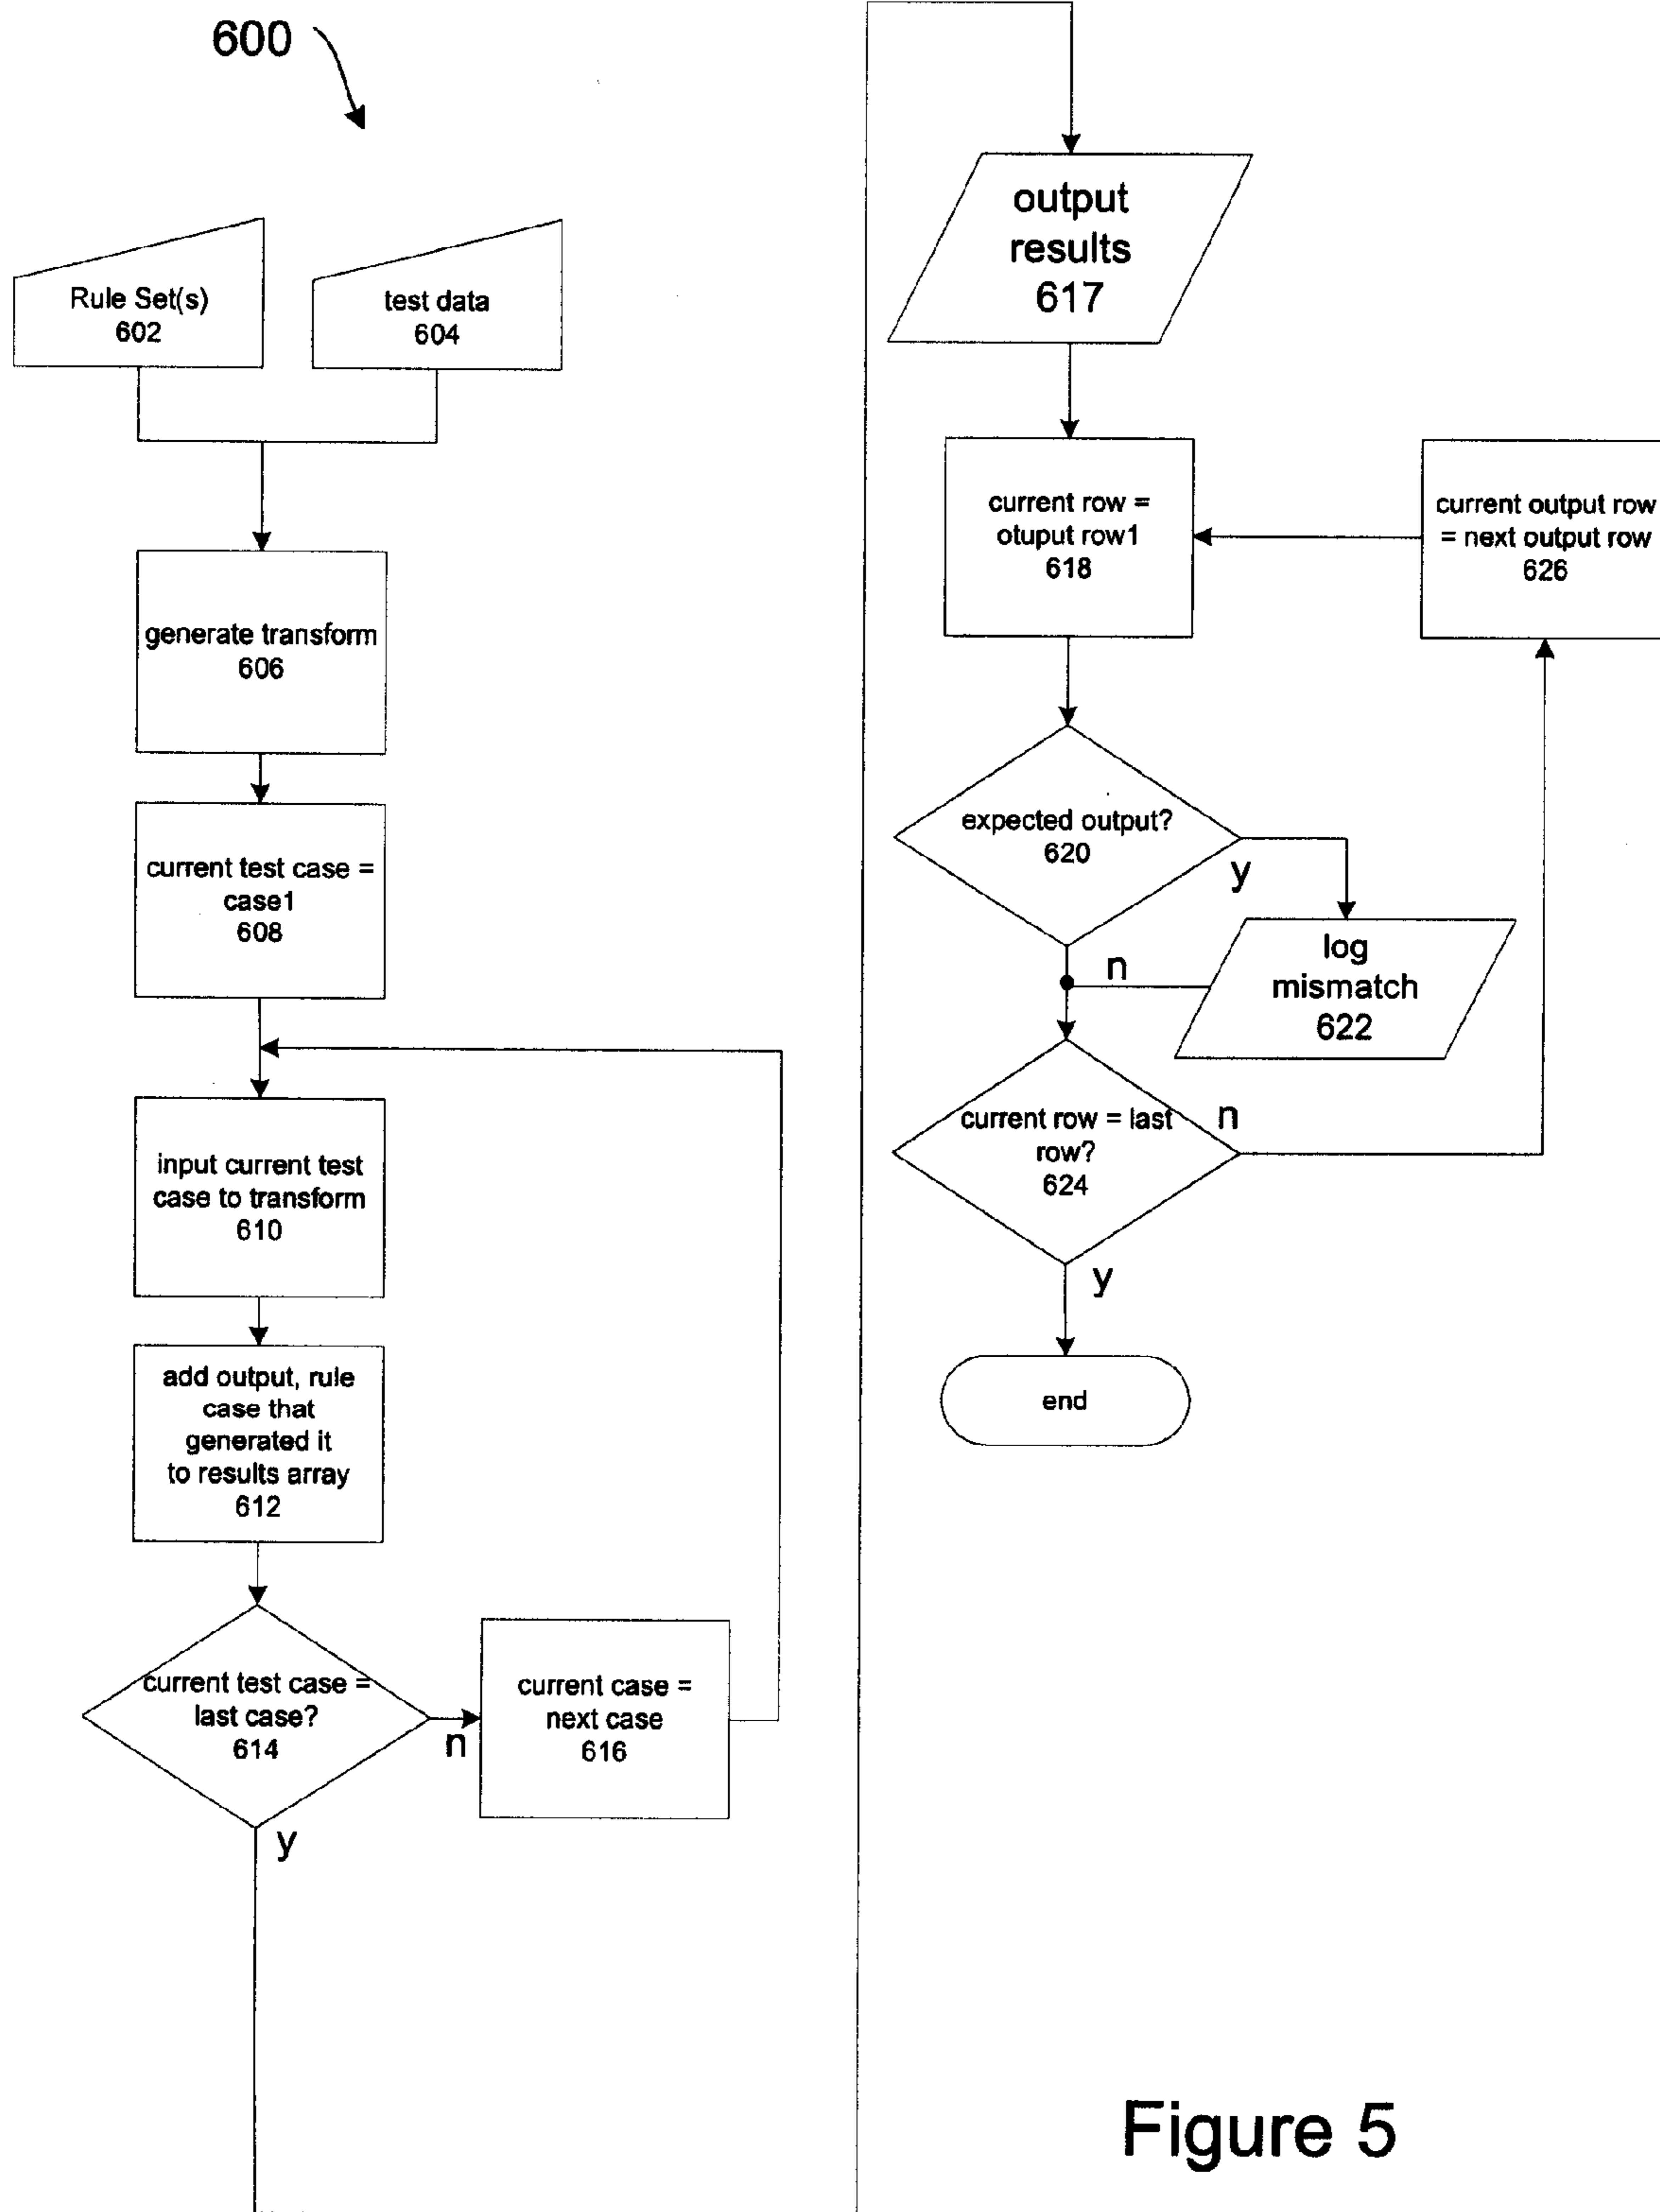 600
Rule Set(s)
602
test data
604
generate transform
606
current test case =
case1
608
input current test
case to transform
610
add output, rule
case that
generated it
to results array
612
current test case =
last case?
614
n
y
current case =
next case
616
output
results
617
current row =
otuput row1
618
current output row
= next output row
626
expected output?
620
y
n
log
mismatch
622
current row = last
row?
624
n
y
end
Figure 5